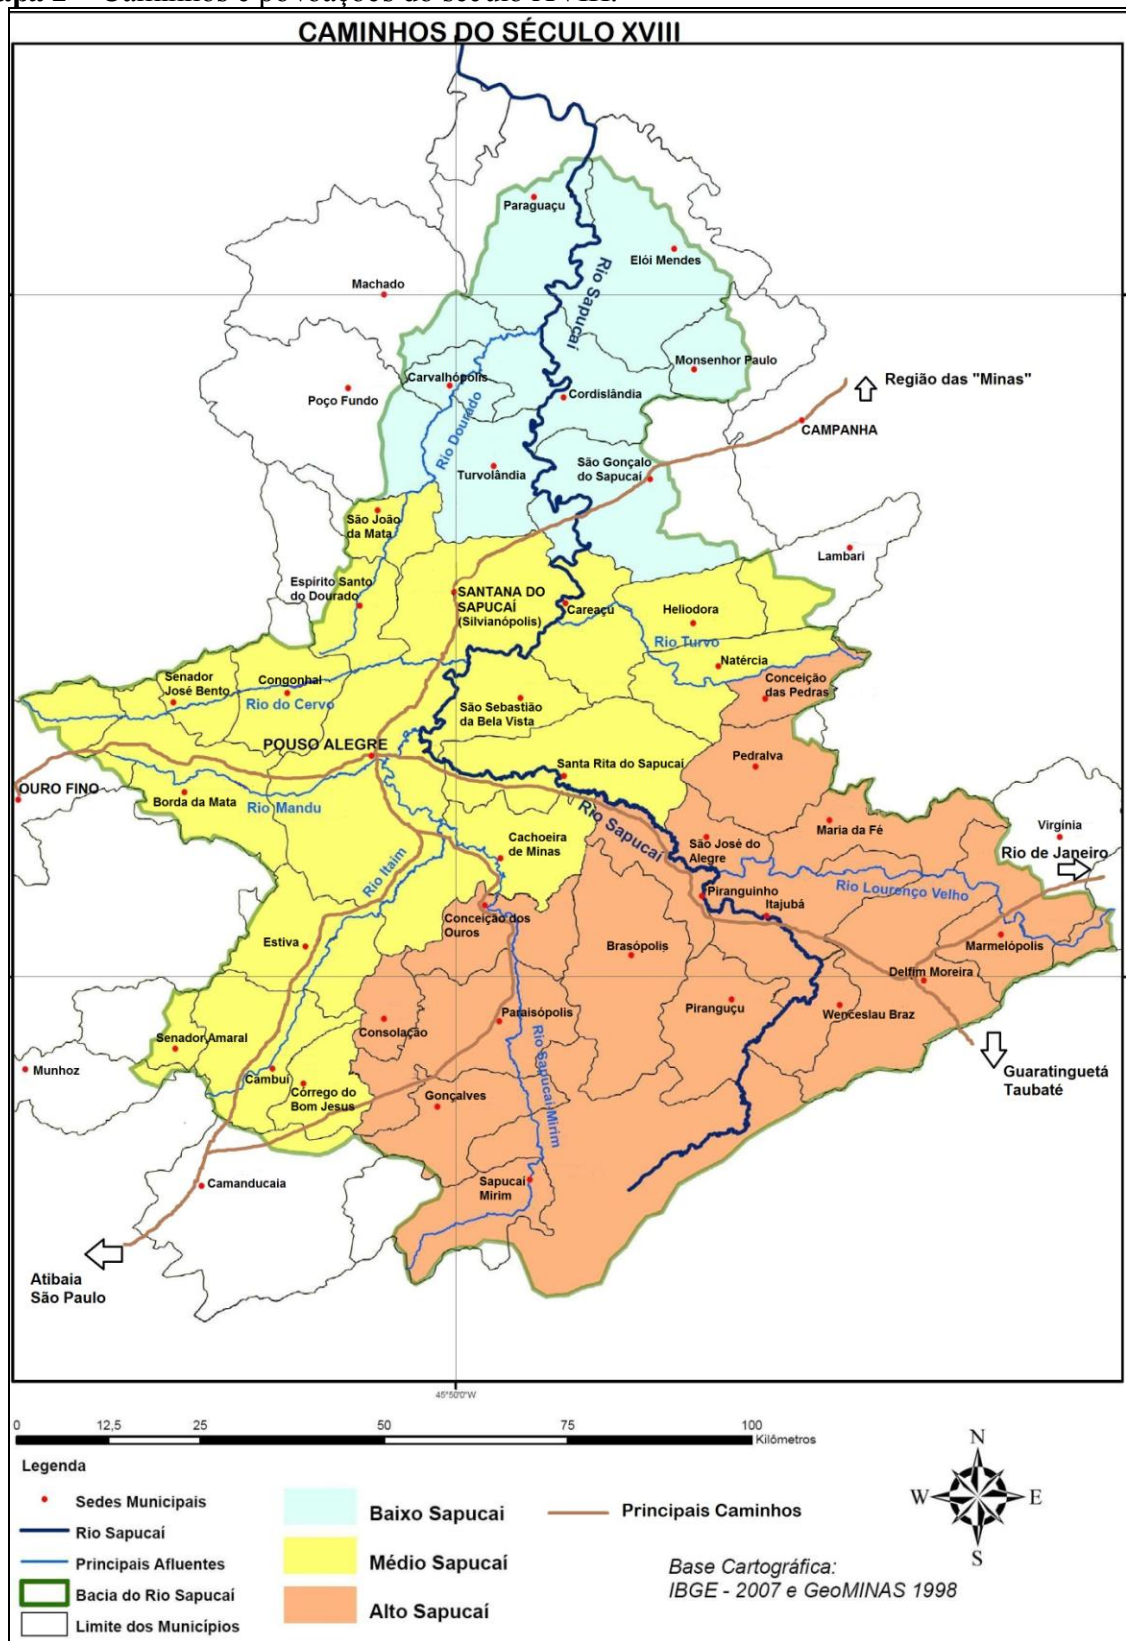 apa 2 – Caminhos e povoações do século XVIII.
CAMINHOS DO SÉCULO XVIII
Paraguaçu
Elói Mendes
Rio Sapucaí
Machado
Monsenhor Paulo
Região das "Minas"
Carvalhópolis
Poço Fundo
Cordislândia
CAMPANHA
Rio Dourado
São Gonçalo
do Sapucaí
Turvolândia
São João
da Mata
Lambari
Espírito Santo
do Dourado
SANTANA DO
SAPUCAÍ
(Silvianópolis)
Careaçu
Heliodora
Rio Turvo
Natércia
Senador
José Bento
Congonhal
Conceição
das Pedras
Rio do Cervo
São Sebastião
da Bela Vista
POUSO ALEGRE
Pedralva
Santa Rita do Sapucaí
OURO FINO
Borda da Mata
Rio Mandu
Rio Sapucaí
Maria da Fé
Virgínia
Cachoeira
de Minas
São José do
Alegre
Rio de Janeiro
Rio Itaim
Rio Lourenço Velho
Piranguinho
Itajubá
Conceição dos
Ouros
Estiva
Brasópolis
Marmelópolis
Delfim Moreira
Piranguçu
Wenceslau Braz
Consolação
Paraisópolis
Senador Amaral
Rio Sapucaí-Mirim
Munhoz
Cambuí
Córrego do
Bom Jesus
Gonçalves
Guaratinguetá
Taubaté
Camanducaia
Sapucaí
Mirim
Atibaia
São Paulo
45°50'0"W
0 12,5 25 50 75 100
Kilômetros
Legenda
Sedes Municipais
Rio Sapucaí
Principais Afluentes
Bacia do Rio Sapucaí
Limite dos Municípios
Baixo Sapucai
Médio Sapucaí
Alto Sapucaí
Principais Caminhos
Base Cartográfica:
IBGE - 2007 e GeoMINAS 1998
N
W E
S